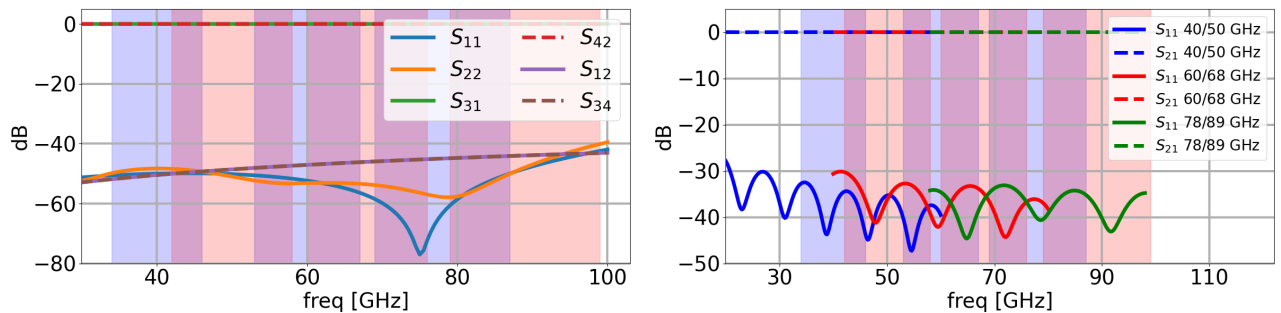 0
−20
−40
−60
−80
dB
40
60
80
100
freq [GHz]
S11
S22
S31
S42
S12
S34
0
−10
−20
−30
−40
−50
dB
30
50
70
90
110
freq [GHz]
S11 40/50 GHz
S21 40/50 GHz
S11 60/68 GHz
S21 60/68 GHz
S11 78/89 GHz
S21 78/89 GHz